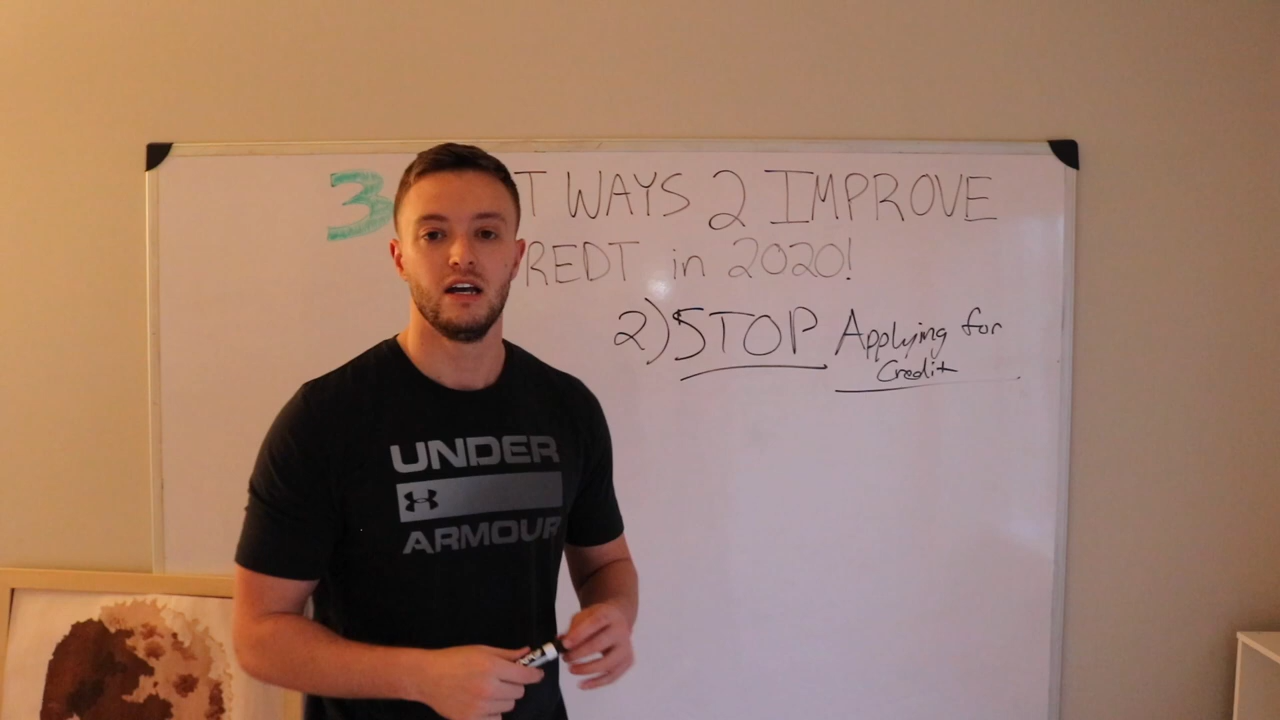 3 T WAYS 2 IMPROVE
REDT in 2020!
2) STOP Applying for
Credit
UNDER
ARMOUR